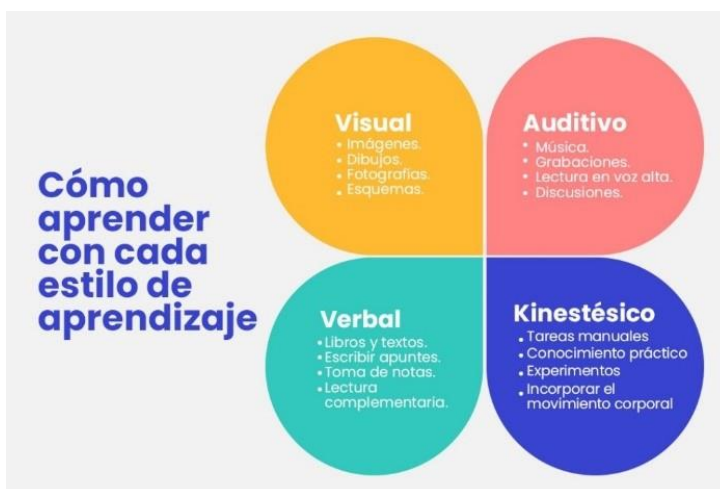 Cómo
aprender
con cada
estilo de
aprendizaje
Visual
• Imágenes.
• Dibujos.
• Fotografías.
• Esquemas.
Auditivo
• Música.
• Grabaciones.
• Lectura en voz alta.
• Discusiones.
Verbal
• Libros y textos.
• Escribir apuntes.
• Toma de notas.
• Lectura
complementaria.
Kinestésico
• Tareas manuales
• Conocimiento práctico
• Experimentos
• Incorporar el
movimiento corporal